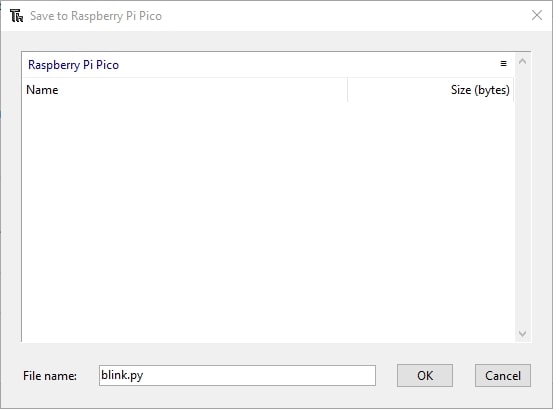 Save to Raspberry Pi Pico
Raspberry Pi Pico
Name Size (bytes)
File name: blink.py OK Cancel